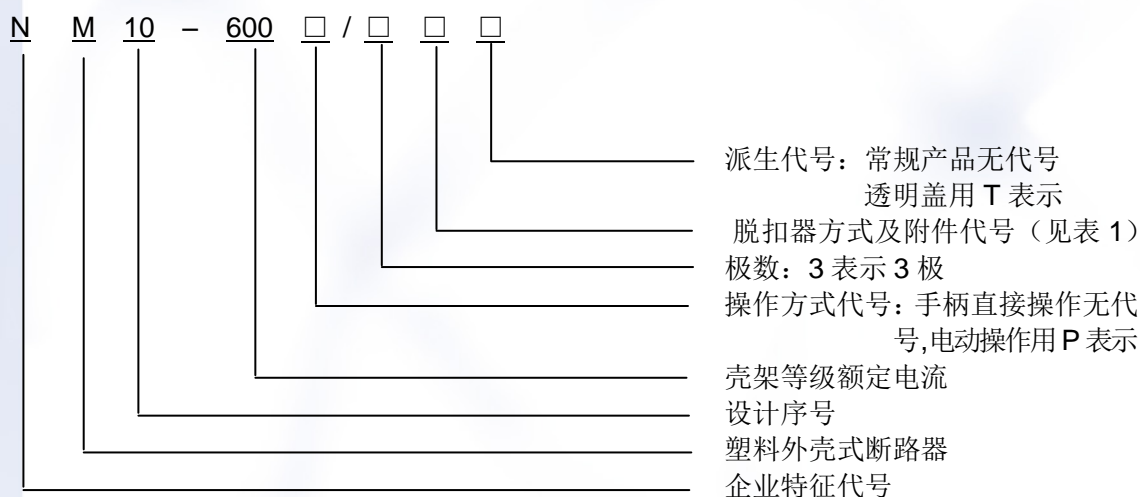 N M 10 – 600 □ / □ □ □
派生代号：常规产品无代号
透明盖用 T 表示
脱扣器方式及附件代号（见表 1）
极数：3 表示 3 极
操作方式代号：手柄直接操作无代
号,电动操作用 P 表示
壳架等级额定电流
设计序号
塑料外壳式断路器
企业特征代号